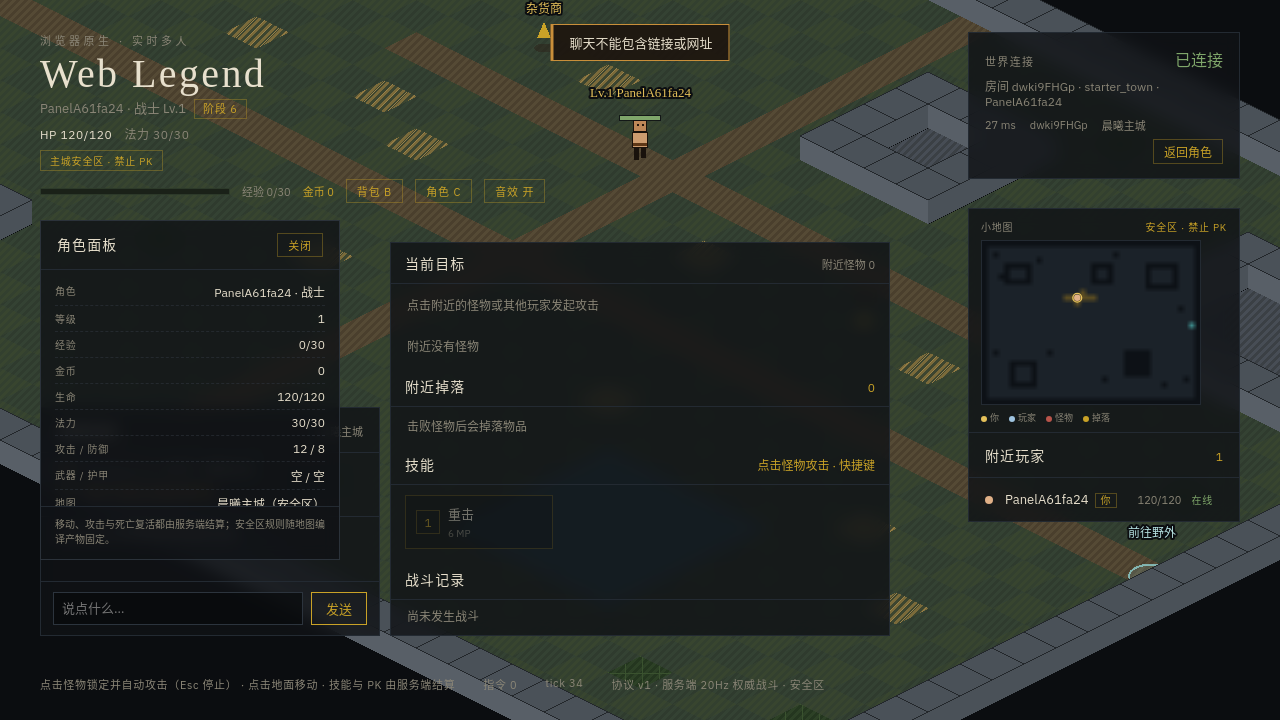 杂货商
聊天不能包含链接或网址
Lv.1 PanelA61fa24
浏览器原生 · 实时多人
Web Legend
PanelA61fa24 · 战士 Lv.1 阶段 6
HP 120/120 法力 30/30
主城安全区 · 禁止 PK
经验 0/30 金币 0 背包 B 角色 C 音效 开
角色面板 关闭
角色 PanelA61fa24 · 战士
等级 1
经验 0/30
金币 0
生命 120/120
法力 30/30
攻击 / 防御 12 / 8
武器 / 护甲 空 / 空
地图 晨曦主城（安全区）
移动、攻击与死亡复活都由服务端结算；安全区规则随地图编
译产物固定。
主城
说点什么... 发送
当前目标 附近怪物 0
点击附近的怪物或其他玩家发起攻击
附近没有怪物
附近掉落 0
击败怪物后会掉落物品
技能 点击怪物攻击 · 快捷键
1 重击
6 MP
战斗记录
尚未发生战斗
世界连接 已连接
房间 dwki9FHGp · starter_town ·
PanelA61fa24
27 ms dwki9FHGp 晨曦主城
返回角色
小地图 安全区 · 禁止 PK
你 玩家 怪物 掉落
附近玩家 1
PanelA61fa24 你 120/120 在线
前往野外
点击怪物锁定并自动攻击（Esc 停止） · 点击地面移动 · 技能与 PK 由服务端结算 指令 0 tick 34 协议 v1 · 服务端 20Hz 权威战斗 · 安全区